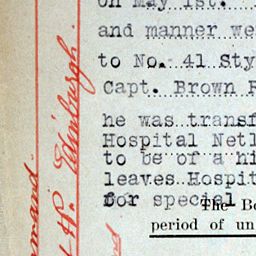 on May 1st.
and manner we
to No. 41 Sty
Capt. Brown R
he was transf
Hospital Netl
to be of a hi
leaves Hospit
for special
The Bo
period of un
Edinburgh.